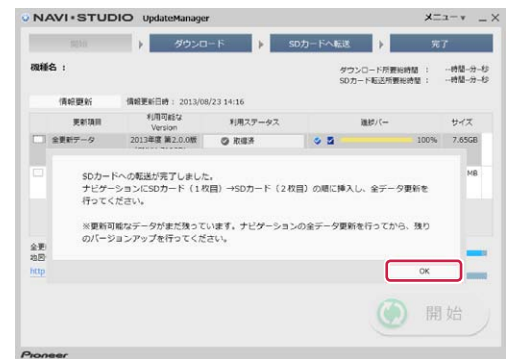 NAVI*STUDIO UpdateManager
メニュー
開始
ダウンロード
SDカードへ転送
完了
機種名 :
ダウンロード所要総時間 : --時間--分--秒
SDカード転送所要総時間 : --時間--分--秒
情報更新
情報更新日時 : 2013/08/23 14:16
更新項目
利用可能な
Version
利用ステータス
進捗バー
サイズ
全更新データ
2013年度 第2.0.0版
取得済
100%
7.65GB
MB
SDカードへの転送が完了しました。
ナビゲーションにSDカード（1枚目）→SDカード（2枚目）の順に挿入し、全データ更新を
行ってください。
※更新可能なデータがまだ残っています。ナビゲーションの全データ更新を行ってから、残り
のバージョンアップを行ってください。
全更
地図
http
OK
開始
Pioneer